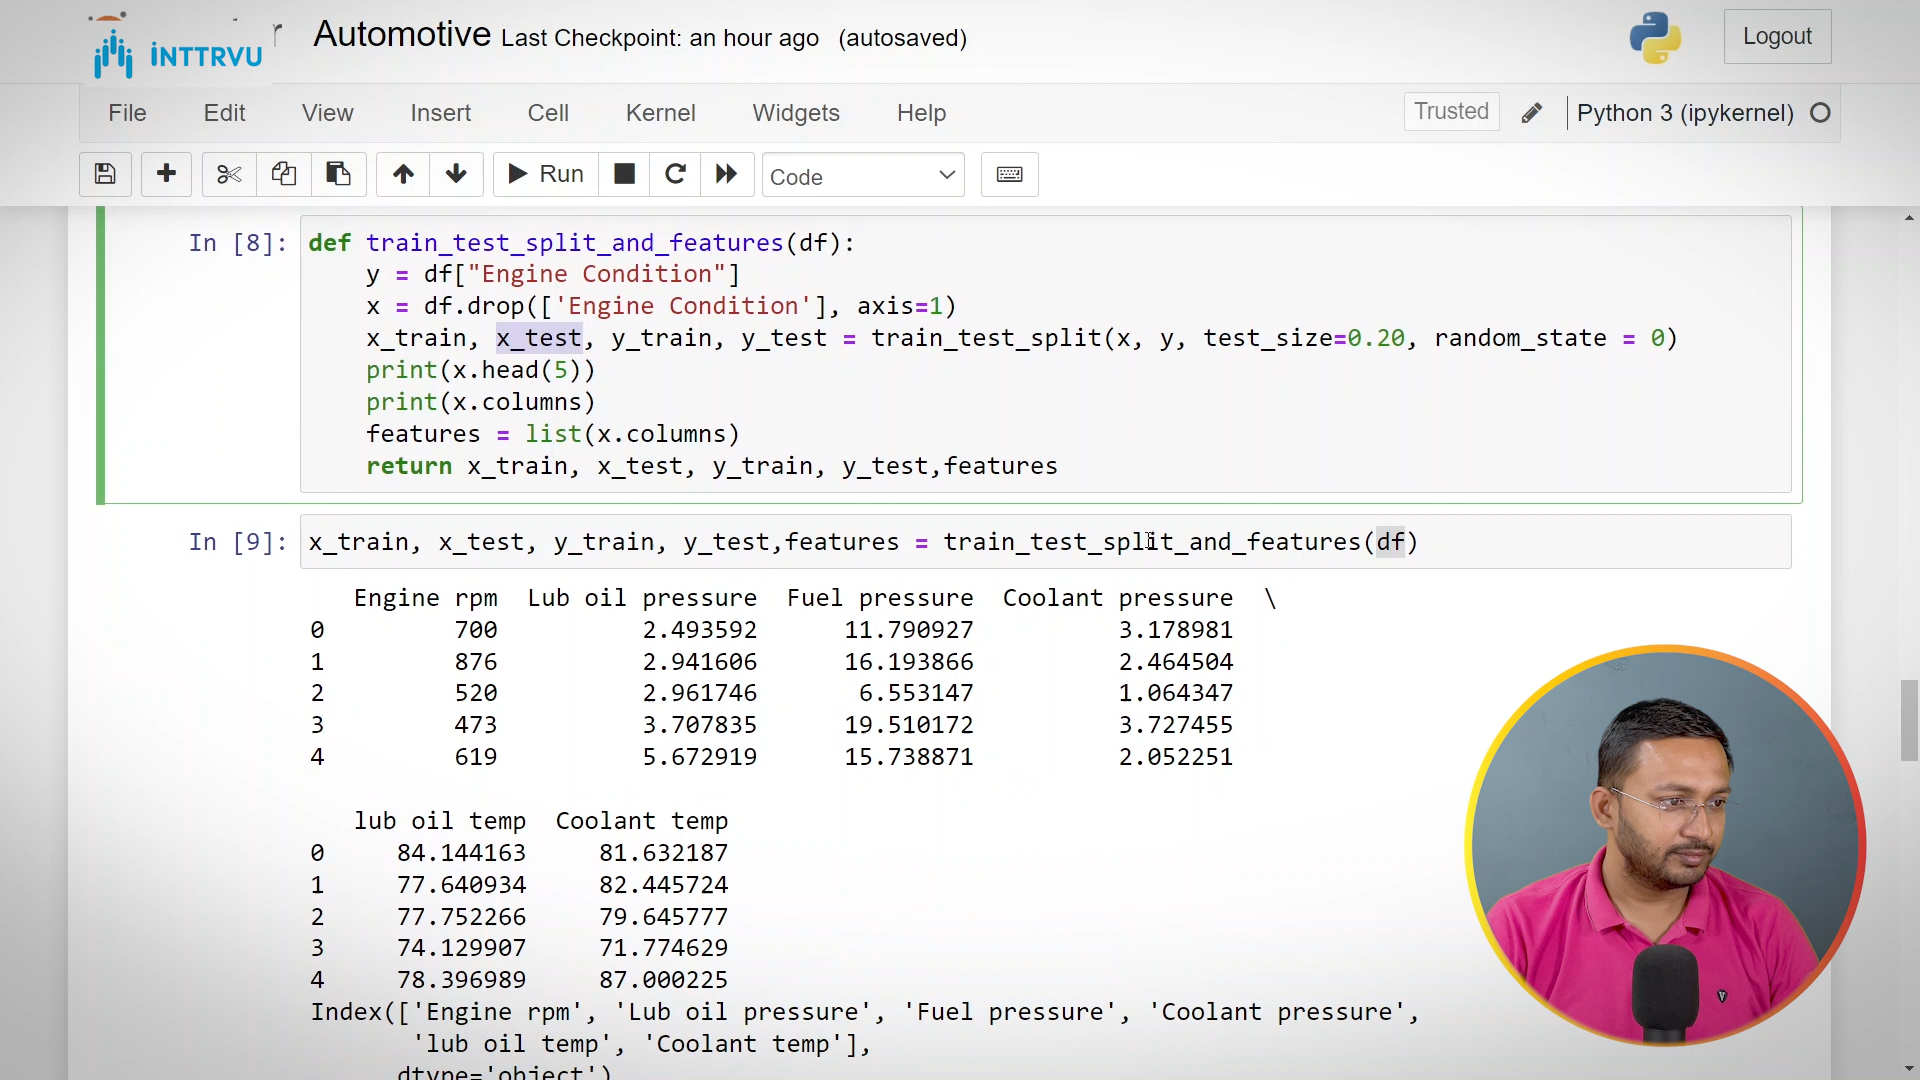 INTTRVU
Automotive Last Checkpoint: an hour ago (autosaved)
Logout
File Edit View Insert Cell Kernel Widgets Help
Trusted
Python 3 (ipykernel)
Run
Code
In [8]:
def train_test_split_and_features(df):
y = df["Engine Condition"]
x = df.drop(['Engine Condition'], axis=1)
x_train, x_test, y_train, y_test = train_test_split(x, y, test_size=0.20, random_state = 0)
print(x.head(5))
print(x.columns)
features = list(x.columns)
return x_train, x_test, y_train, y_test,features
In [9]:
x_train, x_test, y_train, y_test,features = train_test_split_and_features(df)
Engine rpm Lub oil pressure Fuel pressure Coolant pressure \
0 700 2.493592 11.790927 3.178981
1 876 2.941606 16.193866 2.464504
2 520 2.961746 6.553147 1.064347
3 473 3.707835 19.510172 3.727455
4 619 5.672919 15.738871 2.052251
lub oil temp Coolant temp
0 84.144163 81.632187
1 77.640934 82.445724
2 77.752266 79.645777
3 74.129907 71.774629
4 78.396989 87.000225
Index(['Engine rpm', 'Lub oil pressure', 'Fuel pressure', 'Coolant pressure',
'lub oil temp', 'Coolant temp'],
dtype='object')